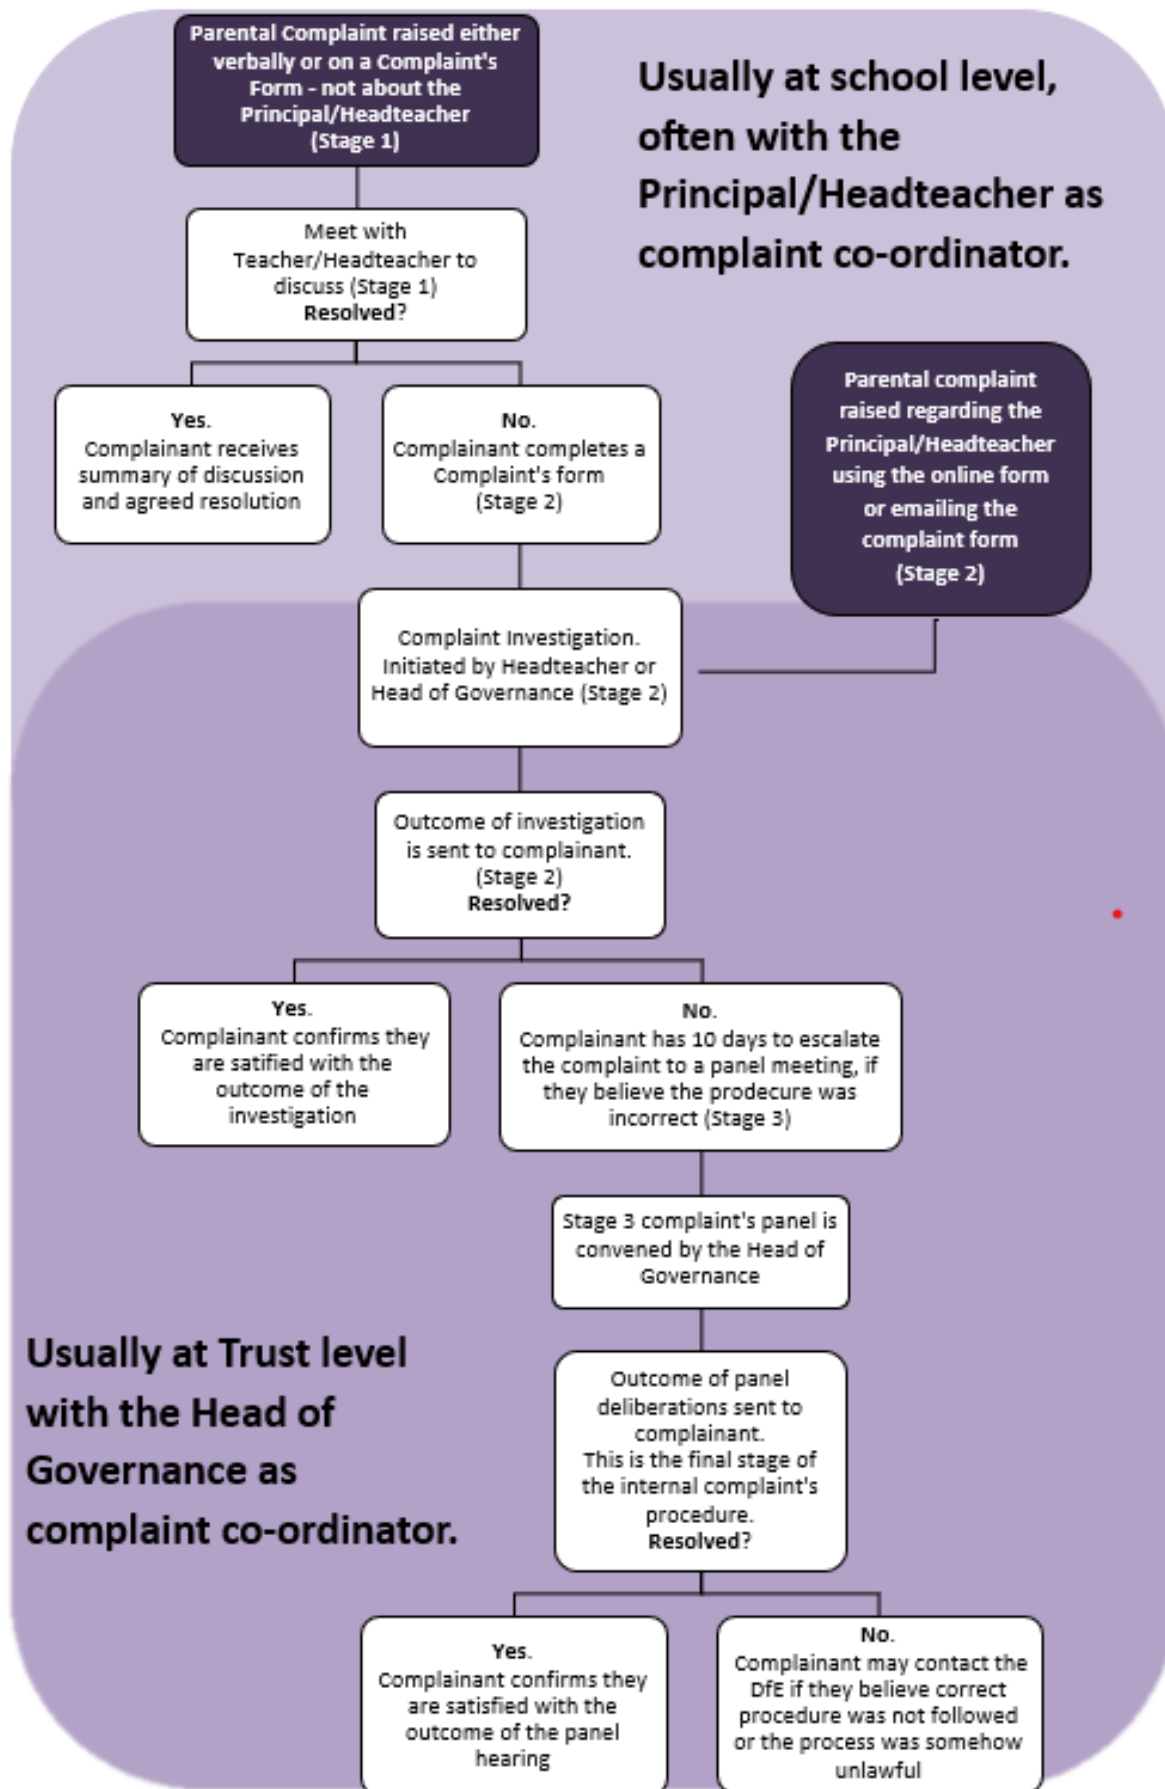 Parental Complaint raised either
verbally or on a Complaint's
Form - not about the
Principal/Headteacher
(Stage 1)
Usually at school level,
often with the
Principal/Headteacher as
complaint co-ordinator.
Meet with
Teacher/Headteacher to
discuss (Stage 1)
Resolved?
Yes.
Complainant receives
summary of discussion
and agreed resolution
No.
Complainant completes a
Complaint's form
(Stage 2)
Parental complaint
raised regarding the
Principal/Headteacher
using the online form
or emailing the
complaint form
(Stage 2)
Complaint Investigation.
Initiated by Headteacher or
Head of Governance (Stage 2)
Outcome of investigation
is sent to complainant.
(Stage 2)
Resolved?
Yes.
Complainant confirms they
are satified with the
outcome of the
investigation
No.
Complainant has 10 days to escalate
the complaint to a panel meeting, if
they believe the prodecure was
incorrect (Stage 3)
Stage 3 complaint's panel is
convened by the Head of
Governance
Usually at Trust level
with the Head of
Governance as
complaint co-ordinator.
Outcome of panel
deliberations sent to
complainant.
This is the final stage of
the internal complaint's
procedure.
Resolved?
Yes.
Complainant confirms they
are satisfied with the
outcome of the panel
hearing
No.
Complainant may contact the
DfE if they believe correct
procedure was not followed
or the process was somehow
unlawful